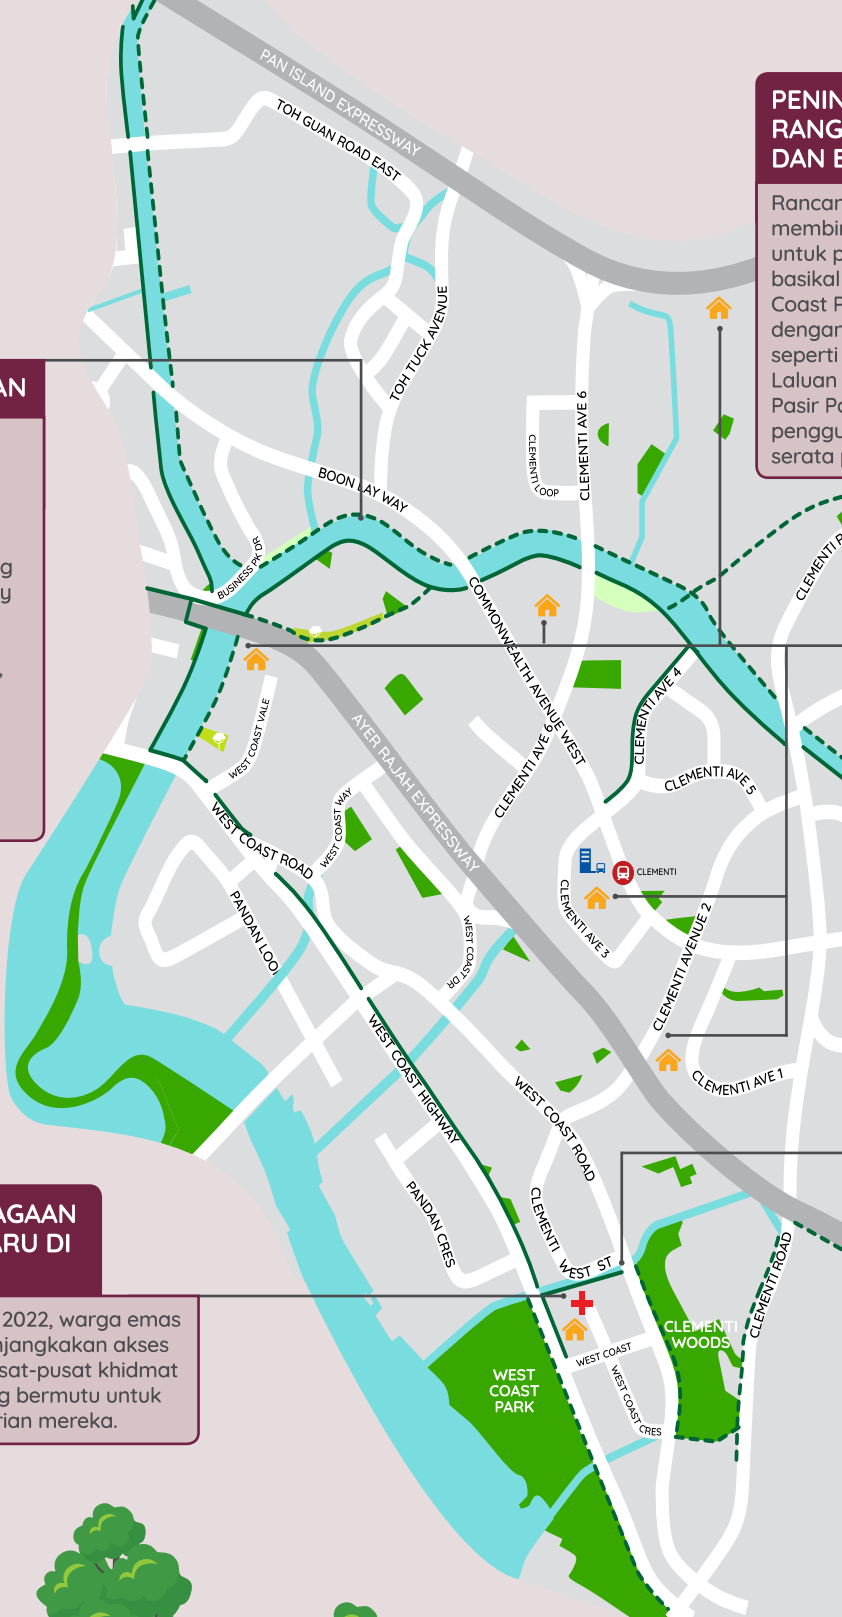 PAN ISLAND EXPRESSWAY
TOH GUAN ROAD EAST
TOH TUCK AVENUE
BOON LAY WAY
CLEMENTI AVE 6
CLEMENTI LOOP
BUSINESS PK DR
COMMONWEALTH AVENUE WEST
CLEMENTI AVE 6
CLEMENTI AVE 4
CLEMENTI AVE 5
AYER RAJAH EXPRESSWAY
WEST COAST VALE
WEST COAST WAY
WEST COAST ROAD
PANDAN LOOP
CLEMENTI
CLEMENTI AVE 3
CLEMENTI AVENUE 2
WEST COAST DR
WEST COAST HIGHWAY
WEST COAST ROAD
CLEMENTI AVE 1
PANDAN CRES
CLEMENTI WEST ST
CLEMENTI ROAD
CLEMENTI
WOODS
WEST COAST
WEST COAST CRES
WEST
COAST
PARK
PENIN
RANG
DAN B
Rancan
membin
untuk p
basikal
Coast P
dengan
seperti
Laluan
Pasir Pa
penggu
serata p
AN
g
y
AGAAN
ARU DI
2022, warga emas
njangkakan akses
sat-pusat khidmat
g bermutu untuk
rian mereka.